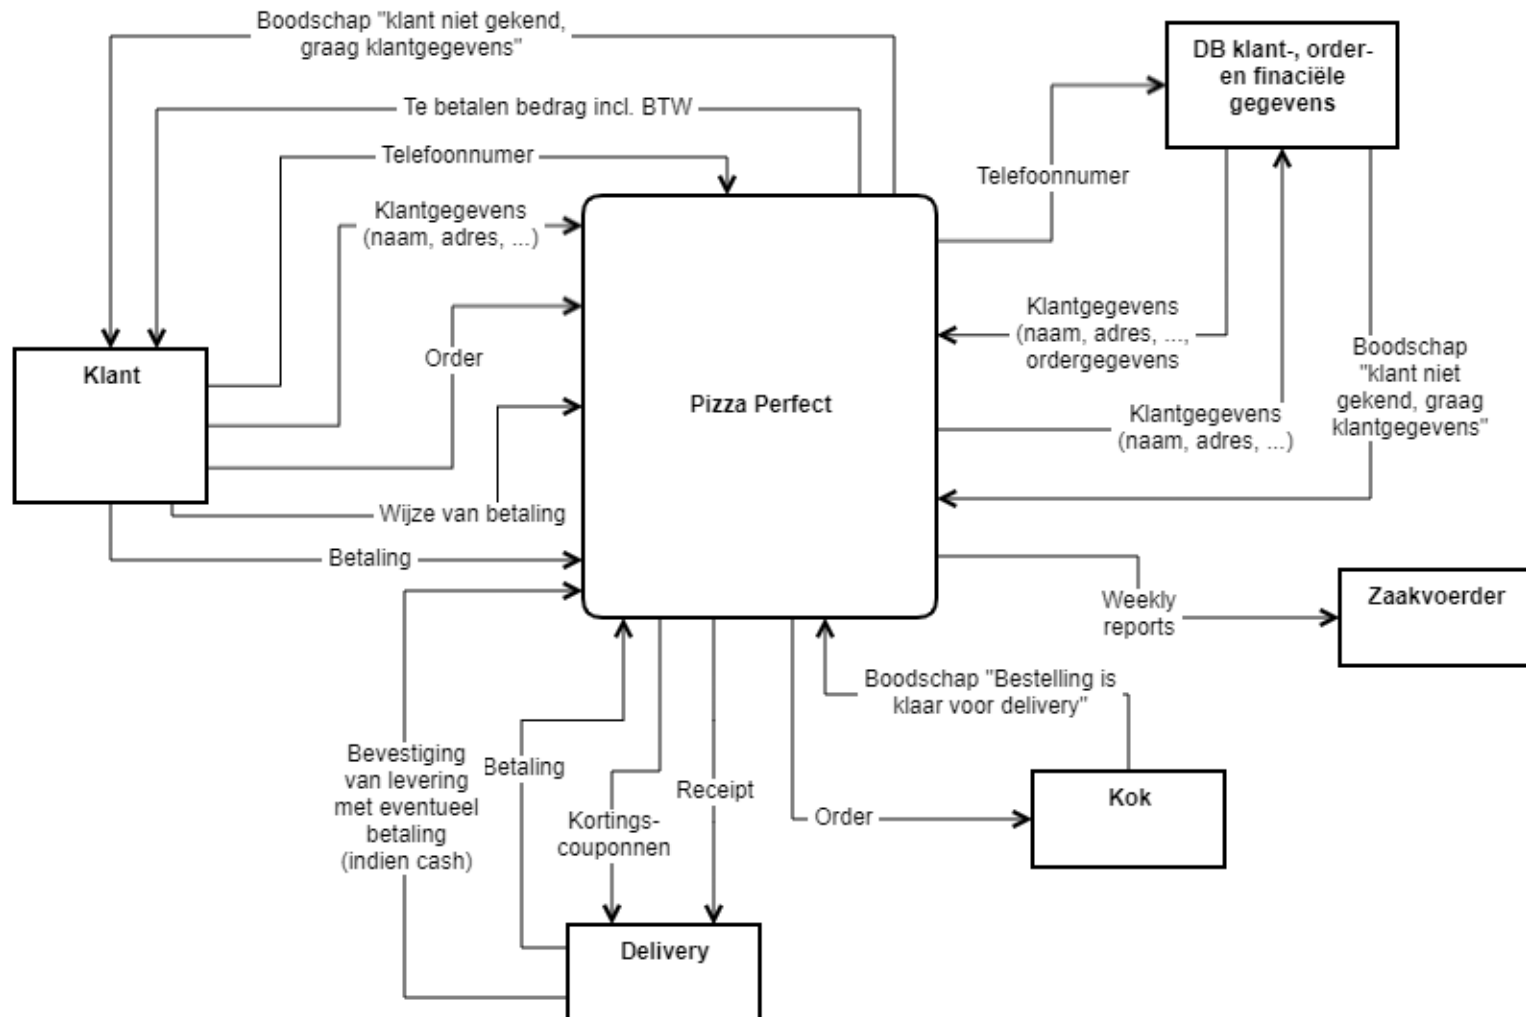 Boodschap "klant niet gekend,
graag klantgegevens"
DB klant-, order-
en finaciële
gegevens
Te betalen bedrag incl. BTW
Telefoonnumer
Telefoonnumer
Klantgegevens
(naam, adres, ...)
Klantgegevens
(naam, adres, ...,
ordergegevens
Boodschap
"klant niet
gekend, graag
klantgegevens"
Order
Klant
Pizza Perfect
Klantgegevens
(naam, adres, ...)
Wijze van betaling
Betaling
Weekly
reports
Zaakvoerder
Boodschap "Bestelling is
klaar voor delivery"
Bevestiging
van levering
met eventueel
betaling
(indien cash)
Betaling
Kortings-
couponnen
Receipt
Order
Kok
Delivery